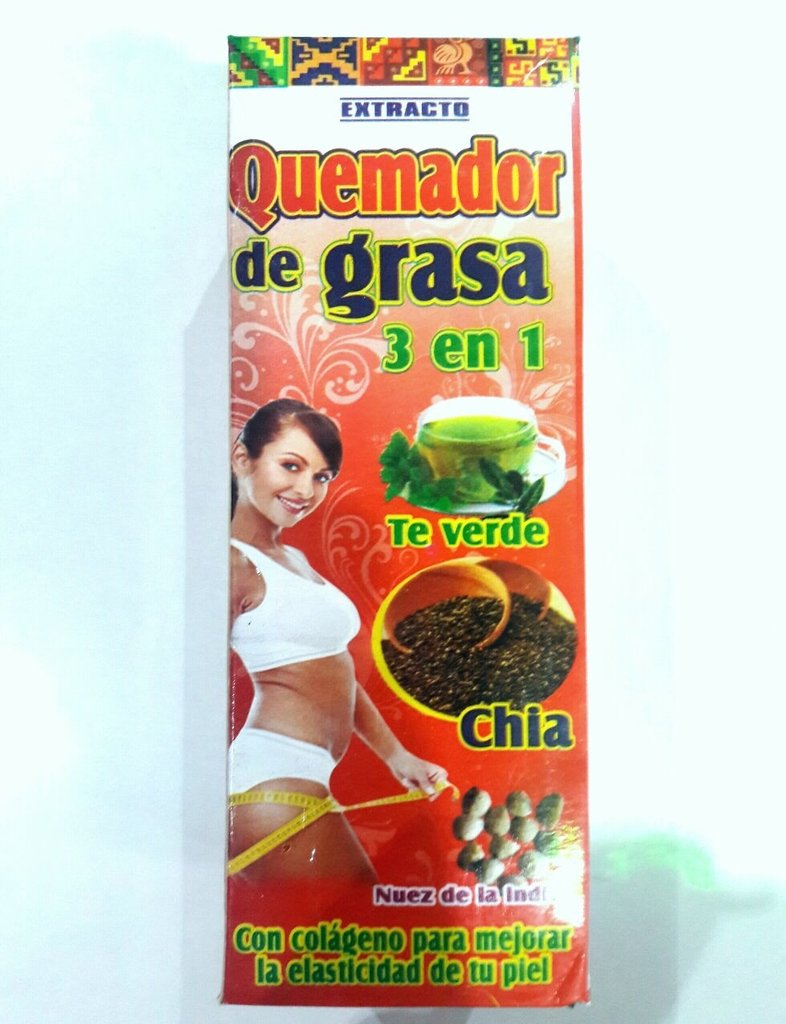 EXTRACTO
Quemador
de grasa
3 en 1
Te verde
Chia
Nuez de la
Con colágeno para mejorar
la elasticidad de tu piel